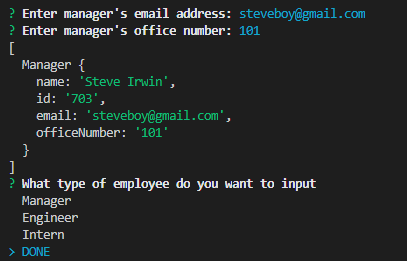 ? Enter manager's email address: steveboy@gmail.com
? Enter manager's office number: 101
[
  Manager {
    name: 'Steve Irwin',
    id: '703',
    email: 'steveboy@gmail.com',
    officeNumber: '101'
  }
]
? What type of employee do you want to input
  Manager
  Engineer
  Intern
> DONE